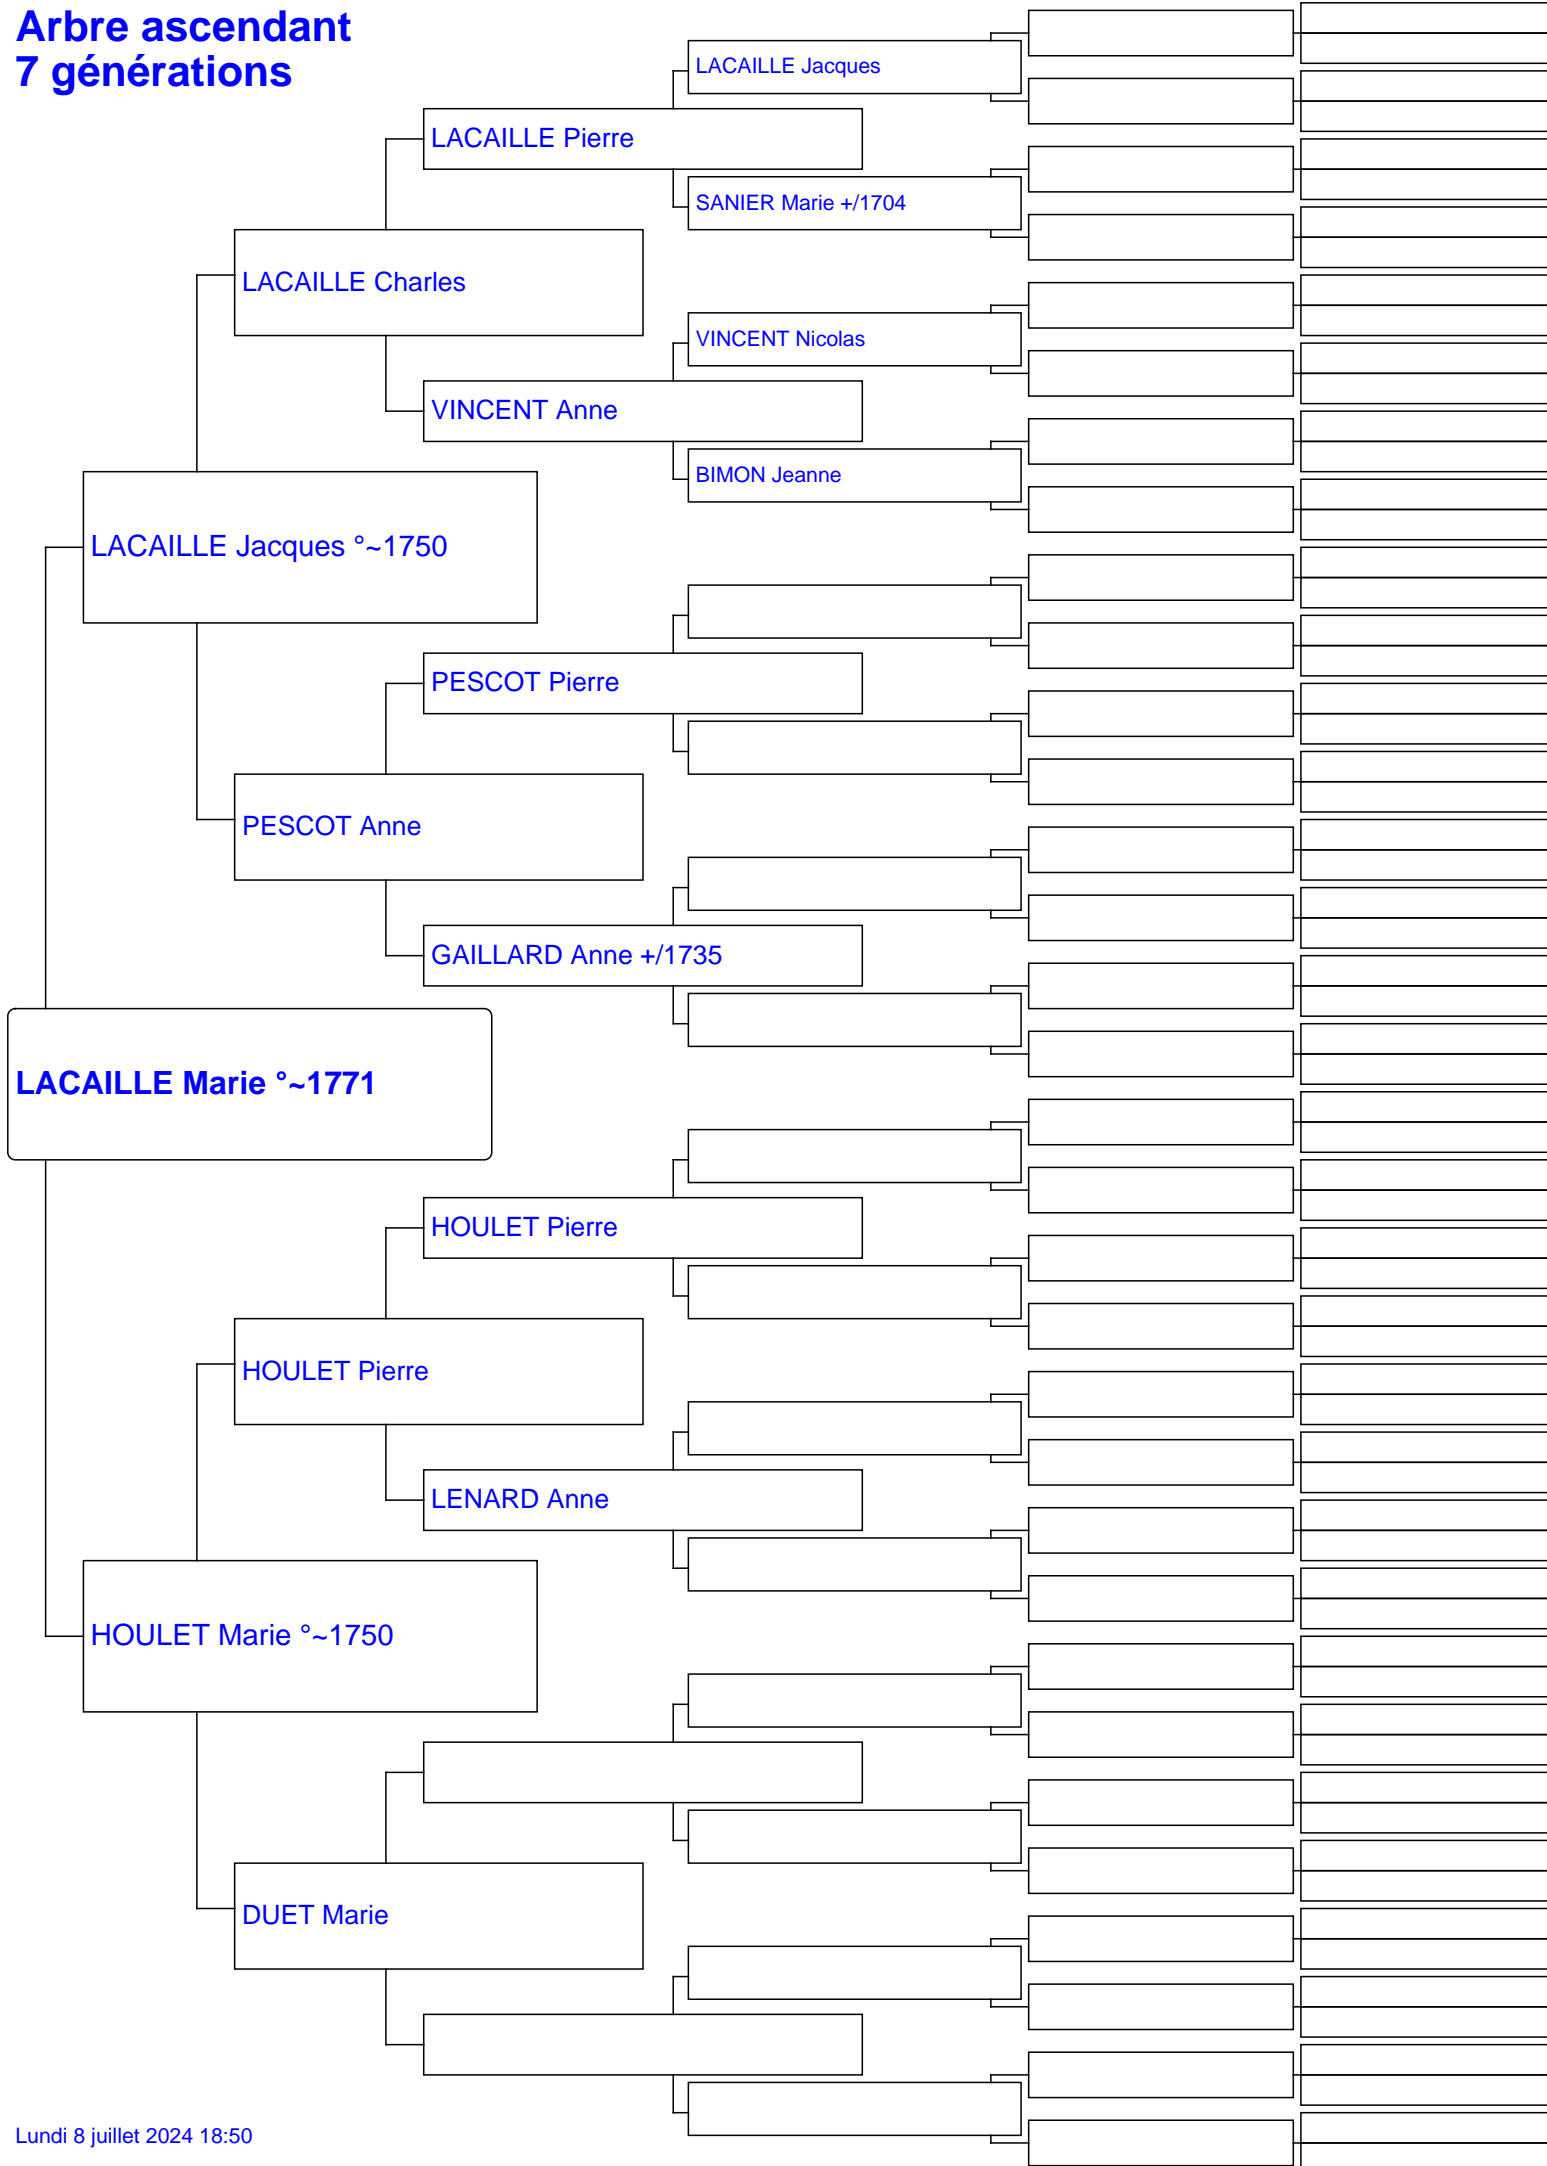 Arbre ascendant
7 générations
LACAILLE Jacques
LACAILLE Pierre
SANIER Marie +/1704
LACAILLE Charles
VINCENT Nicolas
VINCENT Anne
BIMON Jeanne
LACAILLE Jacques °~1750
PESCOT Pierre
PESCOT Anne
GAILLARD Anne +/1735
LACAILLE Marie °~1771
HOULET Pierre
HOULET Pierre
LENARD Anne
HOULET Marie °~1750
DUET Marie
Lundi 8 juillet 2024 18:50